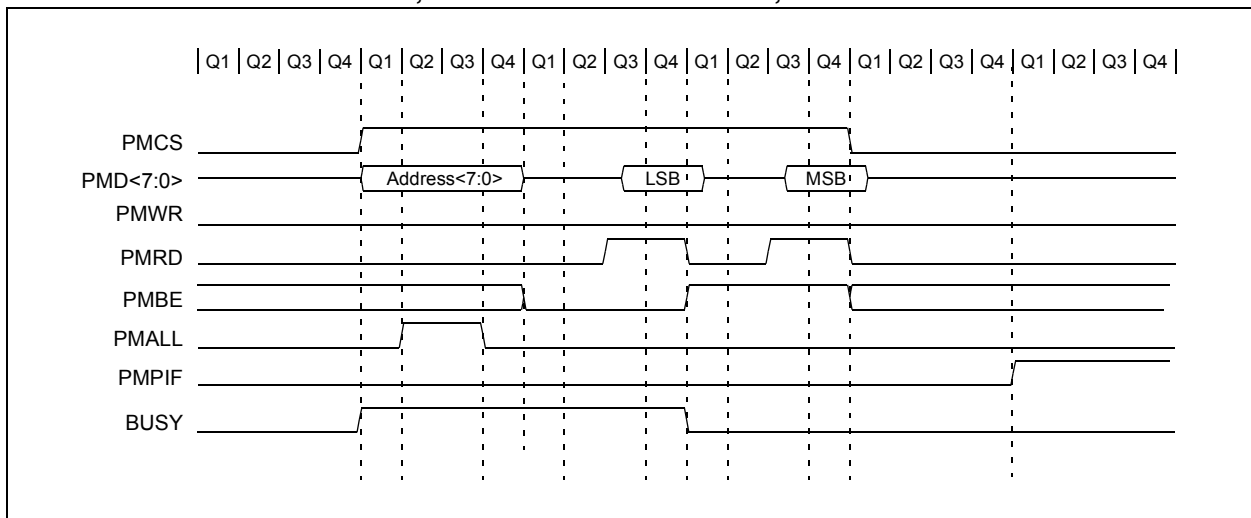 | Q1 | Q2 | Q3 | Q4 | Q1 | Q2 | Q3 | Q4 | Q1 | Q2 | Q3 | Q4 | Q1 | Q2 | Q3 | Q4 | Q1 | Q2 | Q3 | Q4 | Q1 | Q2 | Q3 | Q4 |
PMCS
PMD<7:0> Address<7:0> LSB MSB
PMWR
PMRD
PMBE
PMALL
PMPIF
BUSY